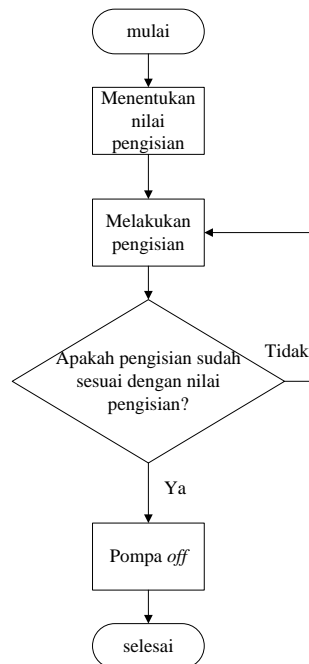 mulai
Menentukan
nilai
pengisian
Melakukan
pengisian
Apakah pengisian sudah
sesuai dengan nilai
pengisian?
Tidak
Ya
Pompa off
selesai